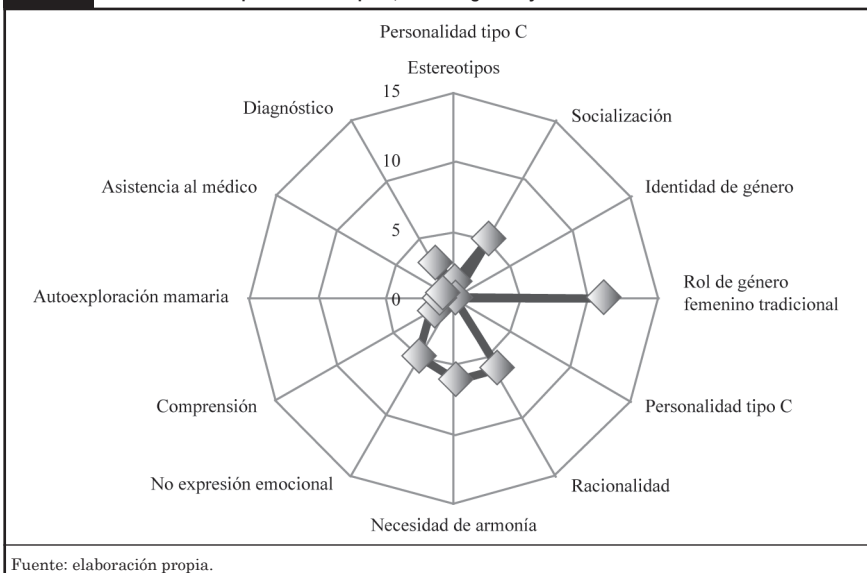 Personalidad tipo C
Estereotipos
15
Diagnóstico
Socialización
10
Asistencia al médico
Identidad de género
5
Autoexploración mamaria
0
Rol de género
femenino tradicional
Comprensión
Personalidad tipo C
No expresión emocional
Racionalidad
Necesidad de armonía
Fuente: elaboración propia.